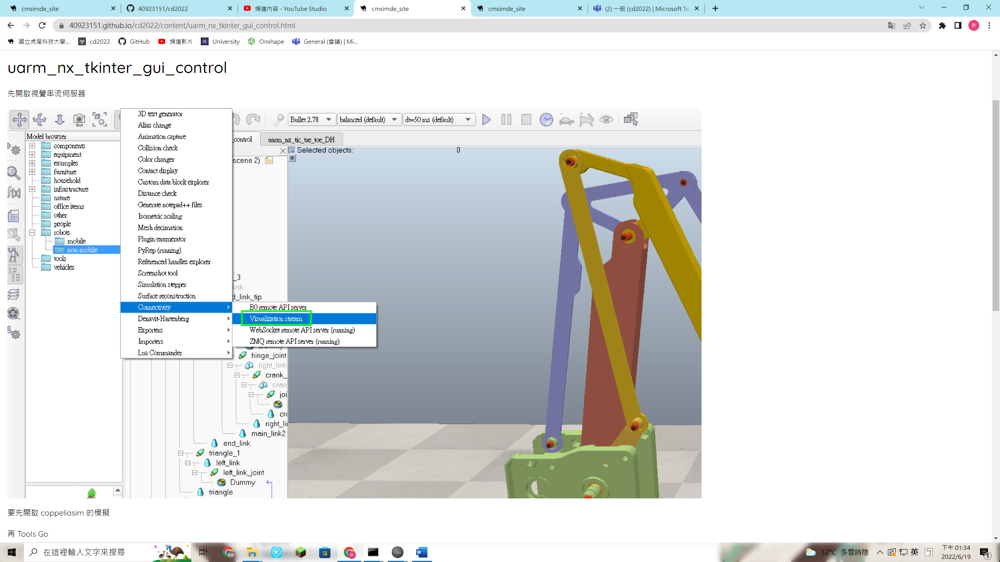 cmsimde_site
40923151/cd2022
頻道內容 - YouTube Studio
cmsimde_site
cmsimde_site
(2) 一般 (cd2022) | Microsoft Te
40923151.github.io/cd2022/content/uarm_nx_tkinter_gui_control.html
許
國立虎尾科技大學...
cd2022
GitHub
頻道影片
University
Onshape
General (會議) | Mi...
uarm_nx_tkinter_gui_control
先開啟視覺串流伺服器
Bullet 2.78
balanced (default)
dt=50 ms (default)
RT
Model browser
components
equipment
examples
furniture
household
infrastructure
nature
office items
other
people
robots
mobile
non-mobile
tools
vehicles
f(x)
3D text generator
Alias change
Animation capture
Collision check
Color changer
Contact display
Custom data block explorer
Distance check
Generate notepad++ files
Isometric scaling
Mesh decimation
Plugin enumerator
PyRep (running)
Referenced handles explorer
Screenshot tool
Simulation stepper
Surface reconstruction
Connectivity
Denavit-Hartenberg
Exporters
Importers
Lua Commander
B0 remote API server
Visualization stream
WebSocket remote API server (running)
ZMQ remote API server (running)
_control
uarm_nx_tic_tae_toe_DH
Selected objects:
0
scene 2)
_3
link
d_link_tip
Dummy
hinge_joint
right_link
crank_
cran
joi
cra
right_li
main_link2
end_link
triangle_1
left_link
left_link_joint
Dummy
triangle
要先開啟 coppeliasim 的模擬
再 Tools Go
在這裡輸入文字來搜尋
32°C 多雲時陰
英
ㄅ
下午 01:34
2022/6/19
1